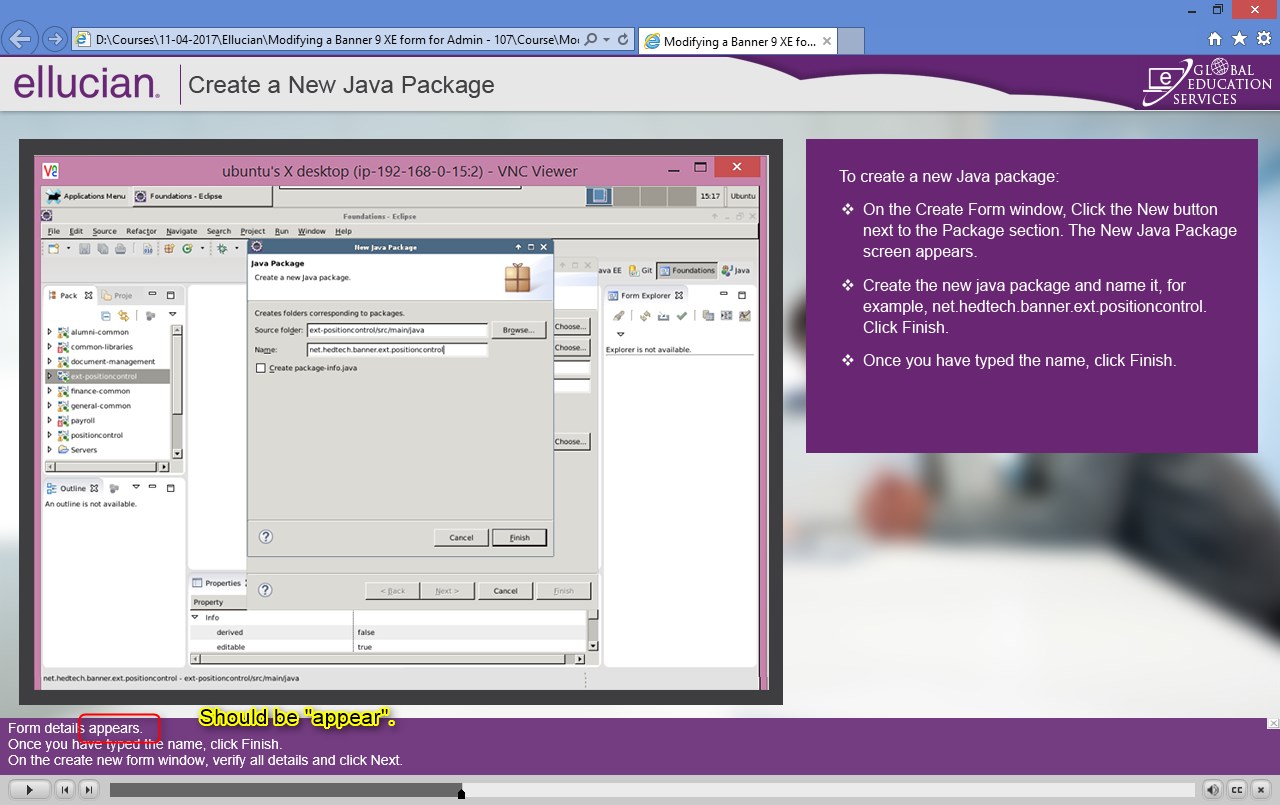 D:\Courses\11-04-2017\Ellucian\Modifying a Banner 9 XE form for Admin - 107\Course\Mo
Modifying a Banner 9 XE fo...
ellucian.
Create a New Java Package
GLOBAL
EDUCATION
SERVICES
ubuntu's X desktop (ip-192-168-0-15:2) - VNC Viewer
Applications Menu
Foundations - Eclipse
15:17
Ubuntu
Foundations - Eclipse
File Edit Source Refactor Navigate Search Project Run Window Help
New Java Package
Java Package
Create a new Java package.
ava EE
Git
Foundations
Java
Creates folders corresponding to packages.
Source folder: ext-positioncontrol/src/main/java
Browse...
Name: net.hedtech.banner.ext.positioncontrol
Create package-info.java
Cancel
Finish
Choose...
Choose...
Choose...
Pack
Proje
alumni-common
common-libraries
document-management
ext-positioncontrol
finance-common
general-common
payroll
positioncontrol
Servers
Outline
An outline is not available.
Form Explorer
Explorer is not available.
< Back
Next >
Cancel
Finish
Properties
Property
Info
derived false
editable true
net.hedtech.banner.ext.positioncontrol - ext-positioncontrol/src/main/java
To create a new Java package:
❖ On the Create Form window, Click the New button
next to the Package section. The New Java Package
screen appears.
❖ Create the new java package and name it, for
example, net.hedtech.banner.ext.positioncontrol.
Click Finish.
❖ Once you have typed the name, click Finish.
Should be "appear".
Form details appears.
Once you have typed the name, click Finish.
On the create new form window, verify all details and click Next.
CC